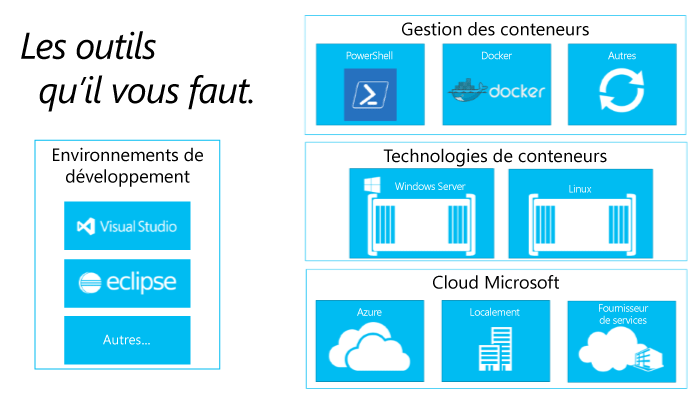 Les outils
qu’il vous faut.
Environnements de
développement
Visual Studio
eclipse
Autres...
Gestion des conteneurs
PowerShell
Docker
docker
Autres
Technologies de conteneurs
Windows Server
Linux
Cloud Microsoft
Azure
Localement
Fournisseur
de services